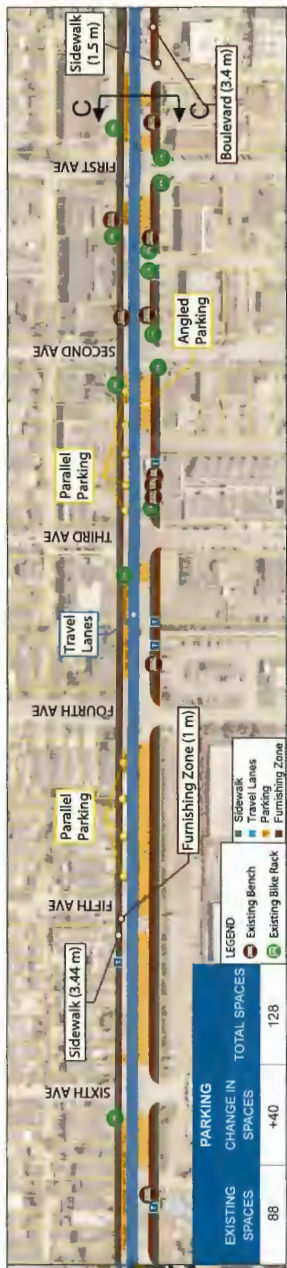 SIXTH AVE
FIFTH AVE
FOURTH AVE
THIRD AVE
SECOND AVE
FIRST AVE
Sidewalk
(3.44 m)
Parallel
Parking
Furnishing Zone (1 m)
Travel
Lanes
Parallel
Parking
Angled
Parking
Sidewalk
(1.5 m)
C
C
Boulevard (3.4 m)
PARKING
EXISTING
SPACES
CHANGE IN
SPACES
TOTAL SPACES
88
+40
128
LEGEND
Existing Bench
Existing Bike Rack
Sidewalk
Travel Lanes
Parking
Furnishing Zone